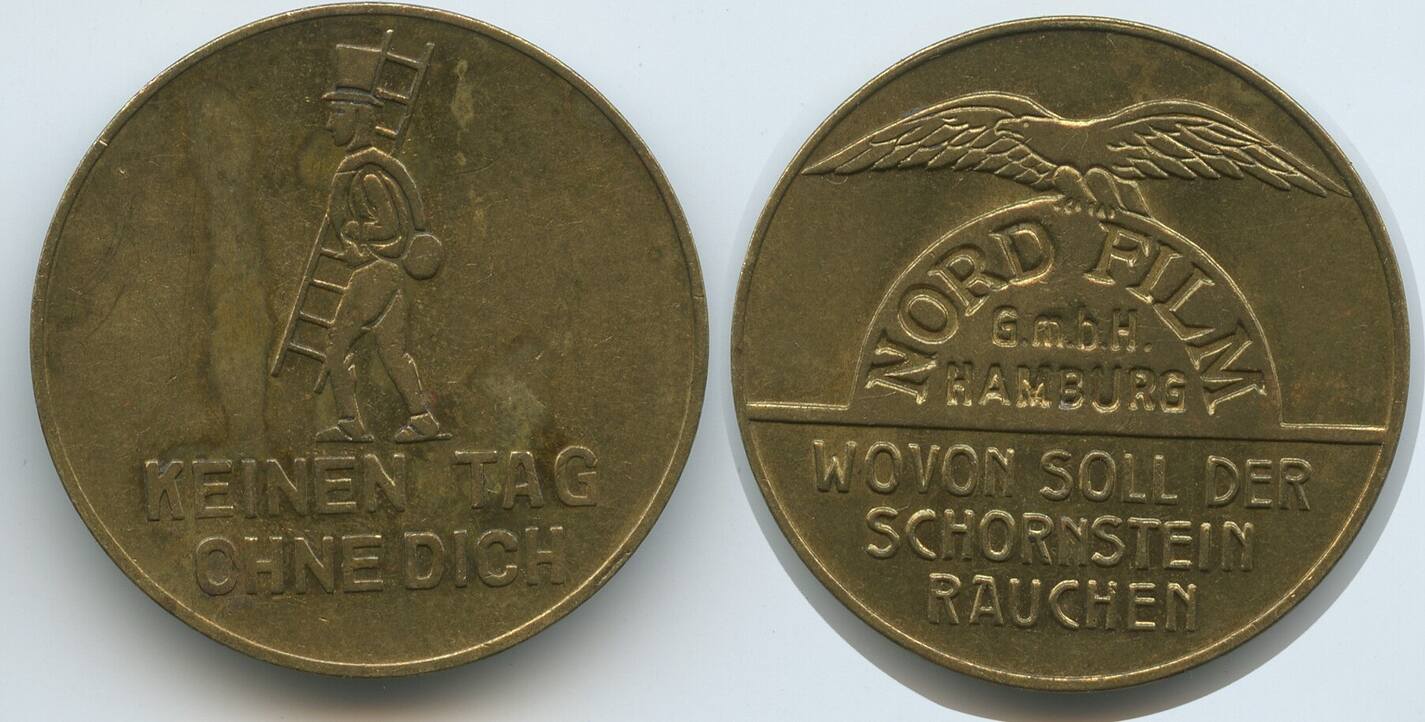 KEINEN TAG
OHNE DICH
NORD FILM
G.m.b.H.
HAMBURG
WOVON SOLL DER
SCHORNSTEIN
RAUCHEN